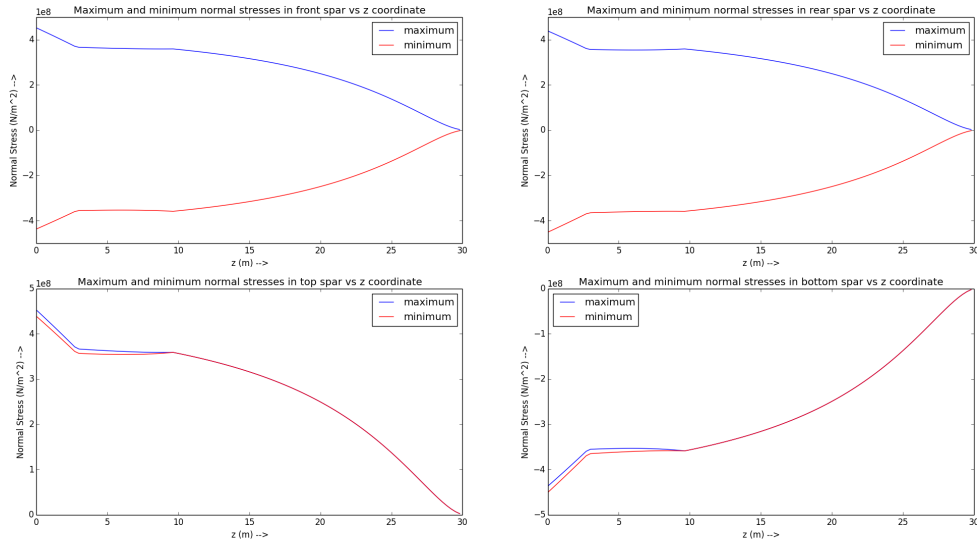 Maximum and minimum normal stresses in front spar vs z coordinate
1e8
Normal Stress (N/m^2) -->
4
2
0
−2
−4
0 5 10 15 20 25 30
z (m) -->
maximum
minimum
Maximum and minimum normal stresses in rear spar vs z coordinate
1e8
Normal Stress (N/m^2) -->
4
2
0
−2
−4
0 5 10 15 20 25 30
z (m) -->
maximum
minimum
Maximum and minimum normal stresses in top spar vs z coordinate
1e8
Normal Stress (N/m^2) -->
5
4
3
2
1
0
0 5 10 15 20 25 30
z (m) -->
maximum
minimum
Maximum and minimum normal stresses in bottom spar vs z coordinate
1e8
Normal Stress (N/m^2) -->
0
−1
−2
−3
−4
−5
0 5 10 15 20 25 30
z (m) -->
maximum
minimum